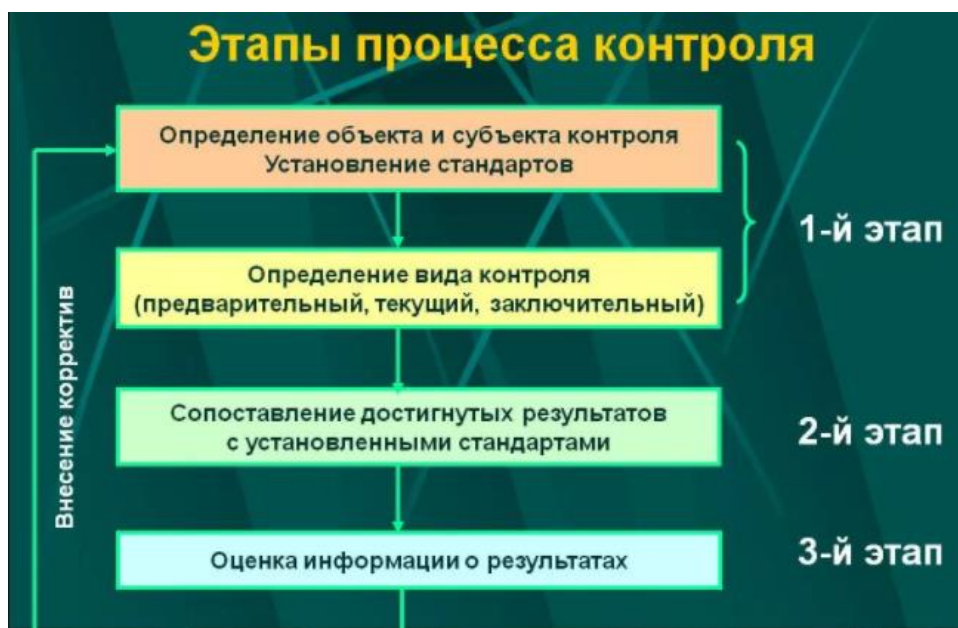 Этапы процесса контроля
Определение объекта и субъекта контроля
Установление стандартов
1-й этап
Определение вида контроля
(предварительный, текущий, заключительный)
Внесение корректив
Сопоставление достигнутых результатов
с установленными стандартами
2-й этап
Оценка информации о результатах
3-й этап